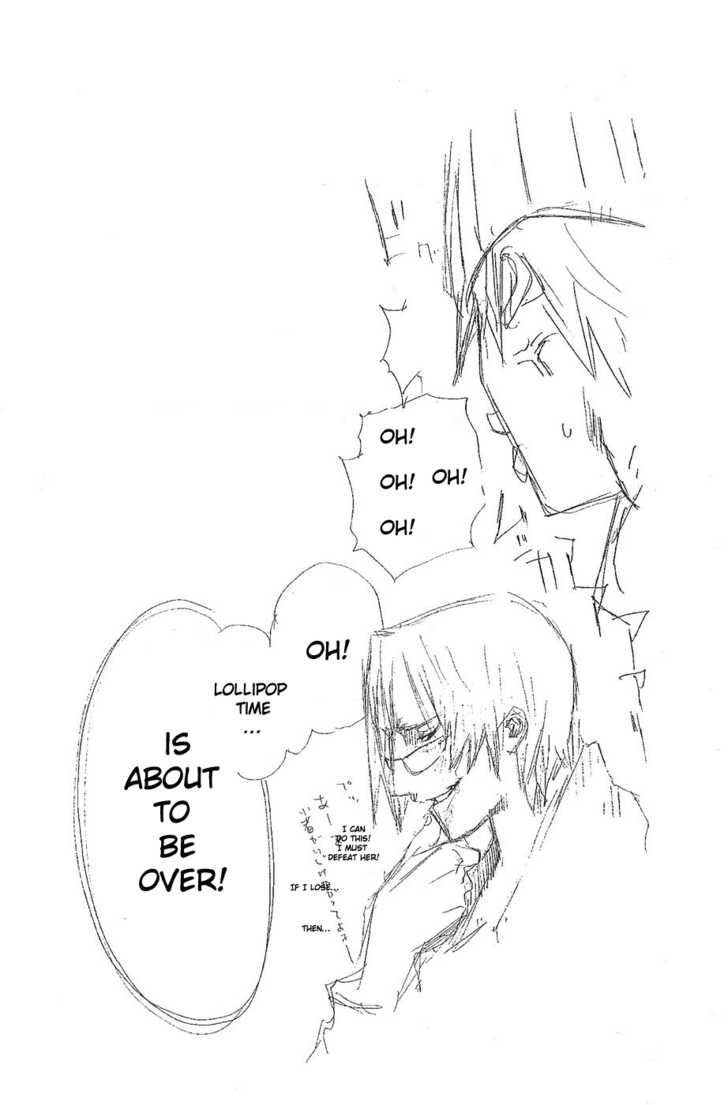 OH!
OH! OH!
OH!
OH!
LOLLIPOP
TIME
...
IS
ABOUT
TO
BE
OVER!
I CAN
DO THIS!
I MUST
DEFEAT HER!
IF I LOSE...
THEN...